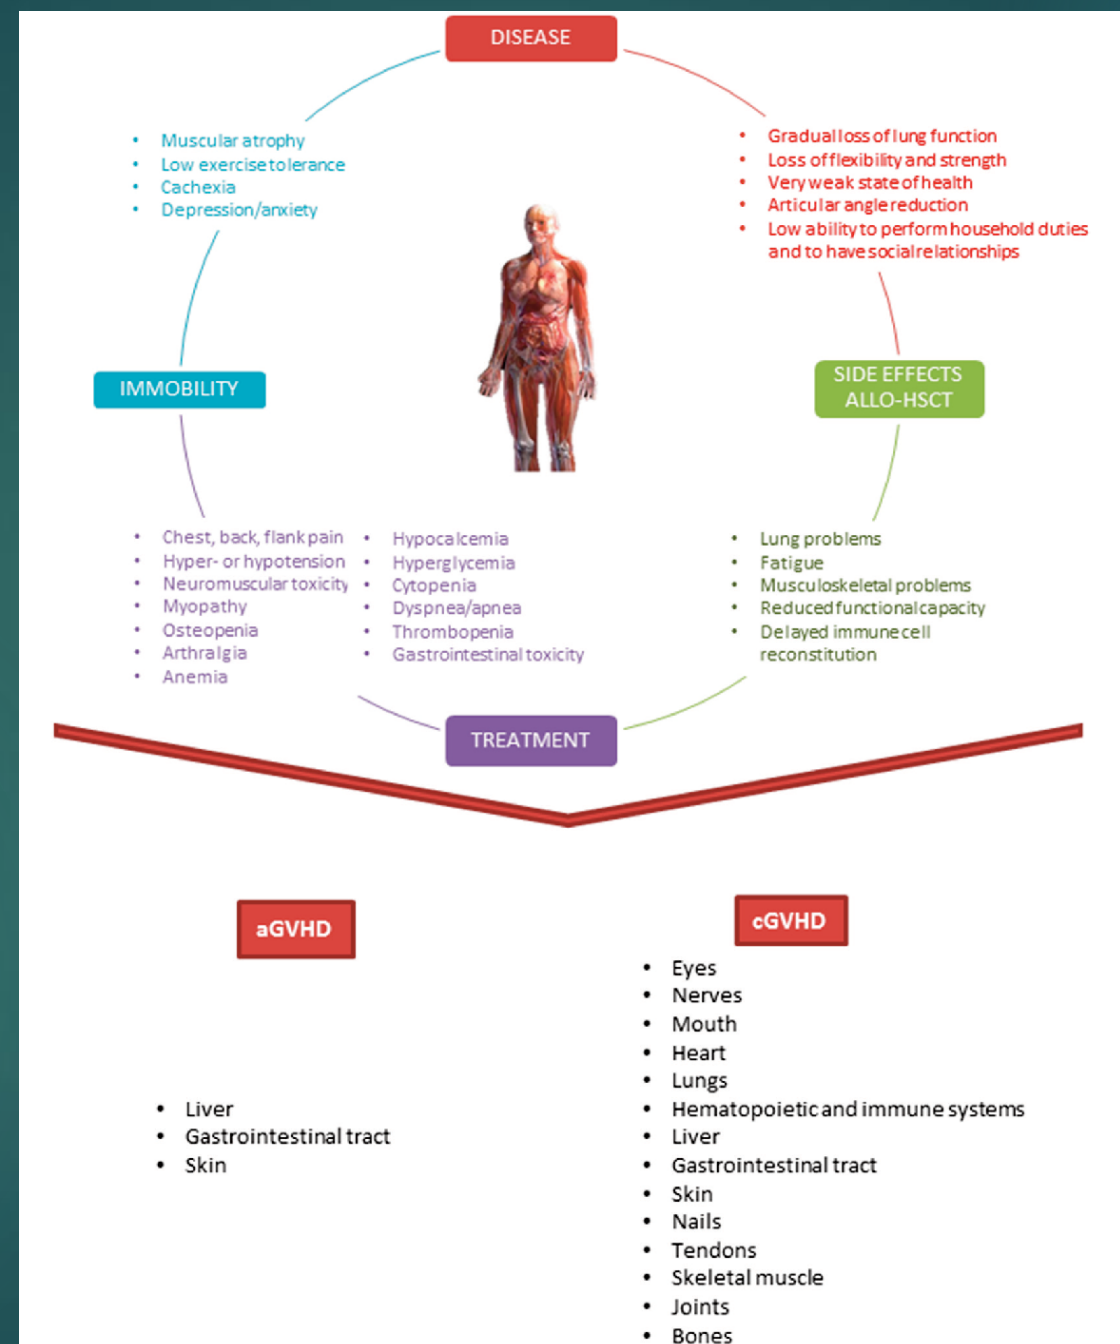 DISEASE
• Muscular atrophy
• Low exercise tolerance
• Cachexia
• Depression/anxiety
• Gradual loss of lung function
• Loss of flexibility and strength
• Very weak state of health
• Articular angle reduction
• Low ability to perform household duties
and to have social relationships
IMMOBILITY
SIDE EFFECTS
ALLO-HSCT
• Chest, back, flank pain
• Hyper- or hypotension
• Neuromuscular toxicity
• Myopathy
• Osteopenia
• Arthralgia
• Anemia
• Hypocalcemia
• Hyperglycemia
• Cytopenia
• Dyspnea/apnea
• Thrombopenia
• Gastrointestinal toxicity
• Lung problems
• Fatigue
• Musculoskeletal problems
• Reduced functional capacity
• Delayed immune cell
reconstitution
TREATMENT
aGVHD
• Liver
• Gastrointestinal tract
• Skin
cGVHD
• Eyes
• Nerves
• Mouth
• Heart
• Lungs
• Hematopoietic and immune systems
• Liver
• Gastrointestinal tract
• Skin
• Nails
• Tendons
• Skeletal muscle
• Joints
• Bones